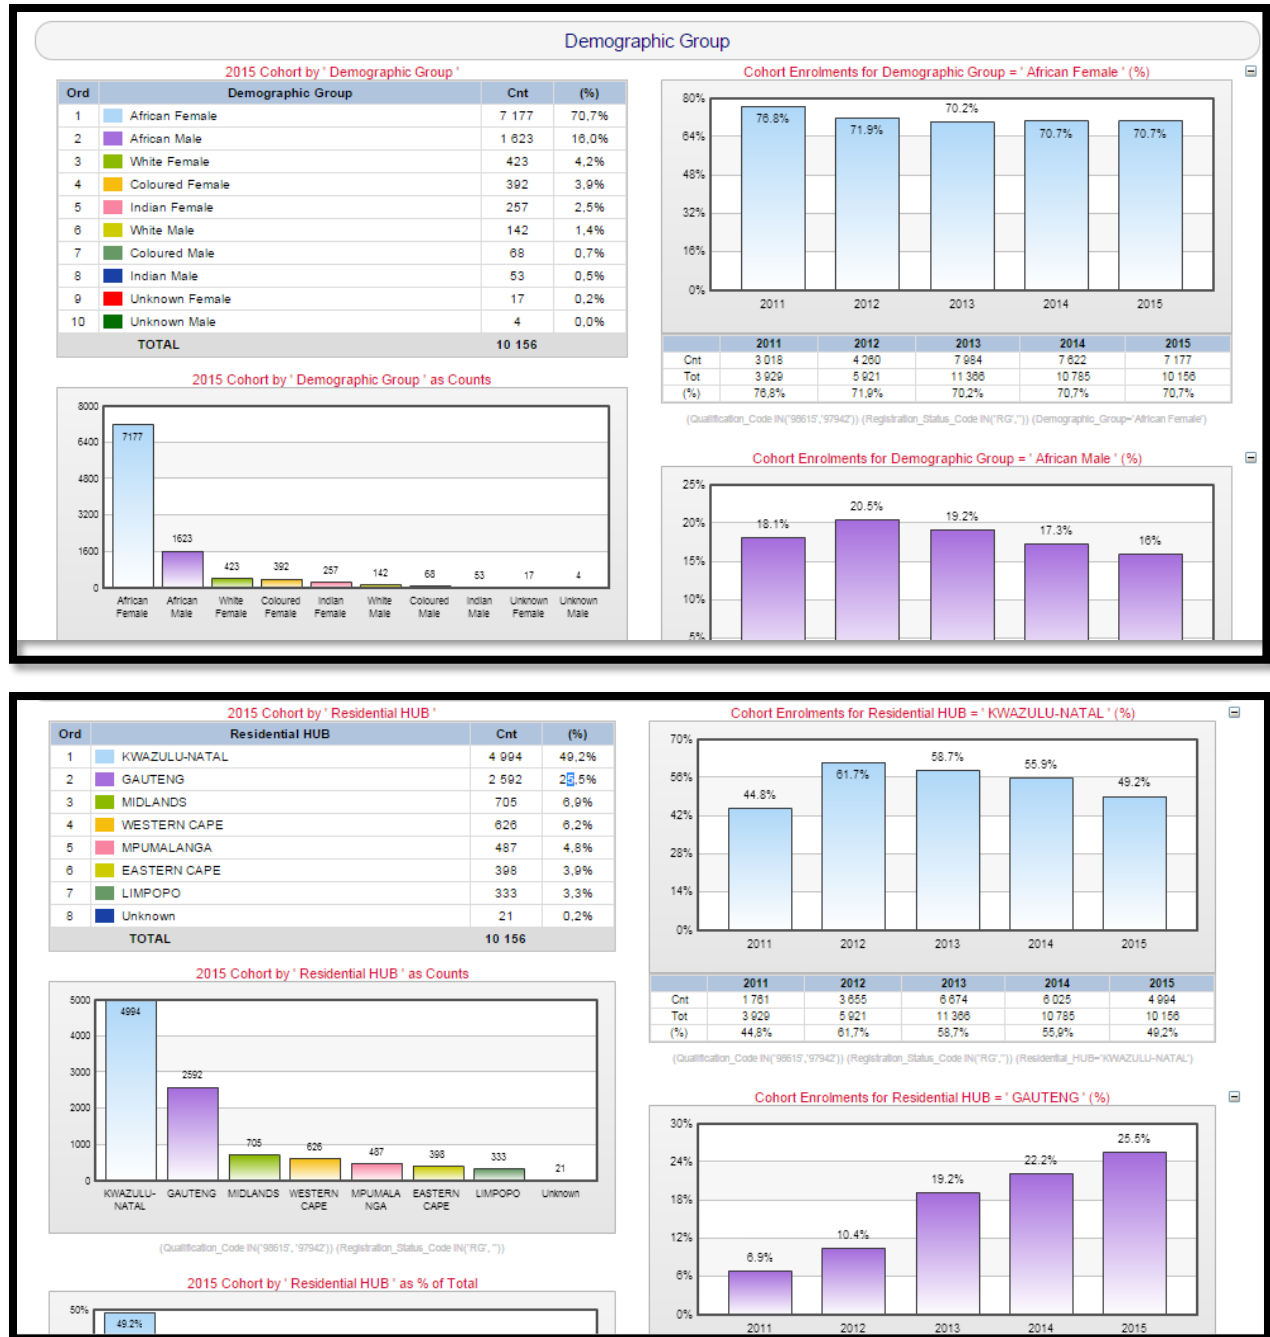 Demographic Group
2015 Cohort by ' Demographic Group '
Ord Demographic Group Cnt (%)
1 African Female 7 177 70,7%
2 African Male 1 623 16,0%
3 White Female 423 4,2%
4 Coloured Female 392 3,9%
5 Indian Female 257 2,5%
6 White Male 142 1,4%
7 Coloured Male 68 0,7%
8 Indian Male 53 0,5%
9 Unknown Female 17 0,2%
10 Unknown Male 4 0,0%
TOTAL 10 156
2015 Cohort by ' Demographic Group ' as Counts
8000
6400
4800
3200
1600
0
7177 1623 423 392 257 142 68 53 17 4
African Female African Male White Female Coloured Female Indian Female White Male Coloured Male Indian Male Unknown Female Unknown Male
Cohort Enrolments for Demographic Group = ' African Female ' (%)
80%
64%
48%
32%
16%
0%
76.8% 71.9% 70.2% 70.7% 70.7%
2011 2012 2013 2014 2015
2011 2012 2013 2014 2015
Cnt 3 018 4 260 7 984 7 622 7 177
Tot 3 929 5 921 11 366 10 785 10 156
(%) 76,8% 71,9% 70,2% 70,7% 70,7%
(Qualification_Code IN('98615','97942')) (Registration_Status_Code IN('RG','')) (Demographic_Group='African Female')
Cohort Enrolments for Demographic Group = ' African Male ' (%)
25%
20%
15%
10%
5%
18.1% 20.5% 19.2% 17.3% 16%
2015 Cohort by ' Residential HUB '
Ord Residential HUB Cnt (%)
1 KWAZULU-NATAL 4 994 49,2%
2 GAUTENG 2 592 25,5%
3 MIDLANDS 705 6,9%
4 WESTERN CAPE 626 6,2%
5 MPUMALANGA 487 4,8%
6 EASTERN CAPE 398 3,9%
7 LIMPOPO 333 3,3%
8 Unknown 21 0,2%
TOTAL 10 156
2015 Cohort by ' Residential HUB ' as Counts
5000
4000
3000
2000
1000
0
4994 2592 705 626 487 398 333 21
KWAZULU-NATAL GAUTENG MIDLANDS WESTERN CAPE MPUMALANGA EASTERN CAPE LIMPOPO Unknown
(Qualification_Code IN('98615', '97942')) (Registration_Status_Code IN('RG', ''))
2015 Cohort by ' Residential HUB ' as % of Total
50%
49.2%
Cohort Enrolments for Residential HUB = ' KWAZULU-NATAL ' (%)
70%
56%
42%
28%
14%
0%
44.8% 61.7% 58.7% 55.9% 49.2%
2011 2012 2013 2014 2015
2011 2012 2013 2014 2015
Cnt 1 761 3 655 6 674 6 025 4 994
Tot 3 929 5 921 11 366 10 785 10 156
(%) 44,8% 61,7% 58,7% 55,9% 49,2%
(Qualification_Code IN('98615','97942')) (Registration_Status_Code IN('RG','')) (Residential_HUB='KWAZULU-NATAL')
Cohort Enrolments for Residential HUB = ' GAUTENG ' (%)
30%
24%
18%
12%
6%
0%
6.9% 10.4% 19.2% 22.2% 25.5%
2011 2012 2013 2014 2015